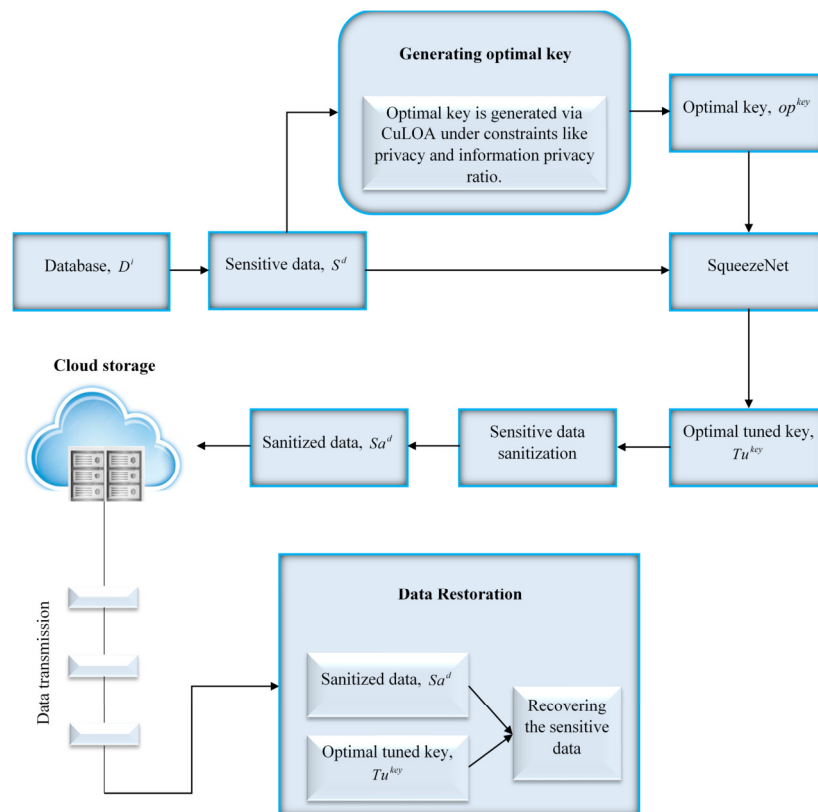 Generating optimal key
Optimal key is generated via
CuLOA under constraints like
privacy and information privacy
ratio.
Optimal key, op^key
Database, D^i
Sensitive data, S^d
SqueezeNet
Cloud storage
Sanitized data, Sa^d
Sensitive data
sanitization
Optimal tuned key,
Tu^key
Data transmission
Data Restoration
Sanitized data, Sa^d
Optimal tuned key,
Tu^key
Recovering
the sensitive
data